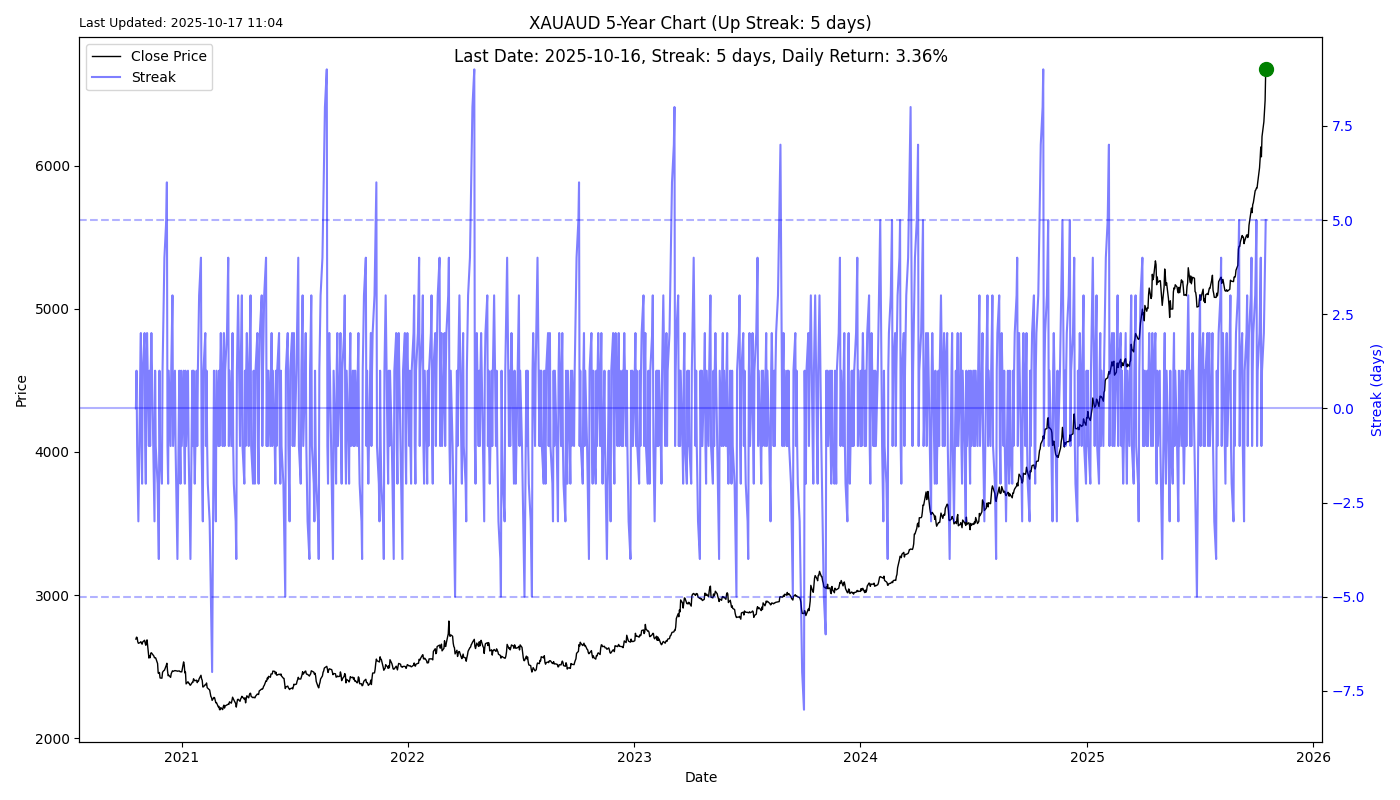 Last Updated: 2025-10-17 11:04
XAUAUD 5-Year Chart (Up Streak: 5 days)
Last Date: 2025-10-16, Streak: 5 days, Daily Return: 3.36%
Close Price
Streak
Price
6000
5000
4000
3000
2000
7.5
5.0
2.5
0.0
−2.5
−5.0
−7.5
Streak (days)
2021
2022
2023
2024
2025
2026
Date